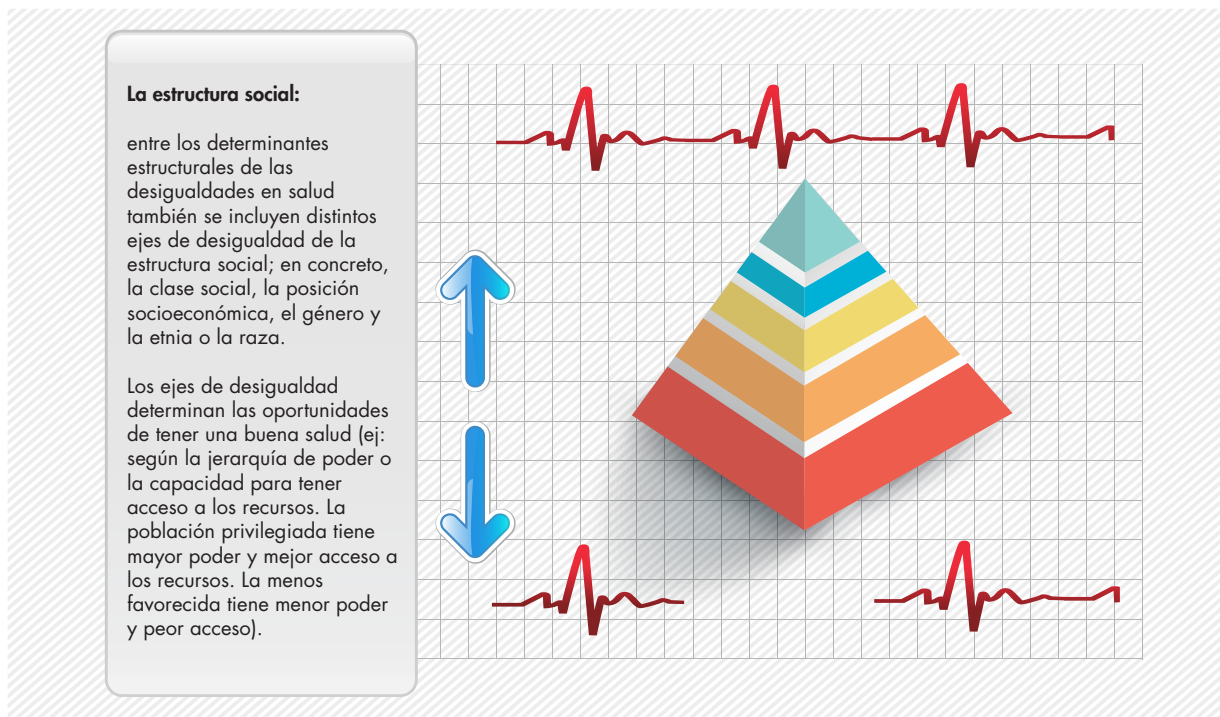 La estructura social:
entre los determinantes
estructurales de las
desigualdades en salud
también se incluyen distintos
ejes de desigualdad de la
estructura social; en concreto,
la clase social, la posición
socioeconómica, el género y
la etnia o la raza.
Los ejes de desigualdad
determinan las oportunidades
de tener una buena salud (ej:
según la jerarquía de poder o
la capacidad para tener
acceso a los recursos. La
población privilegiada tiene
mayor poder y mejor acceso a
los recursos. La menos
favorecida tiene menor poder
y peor acceso).